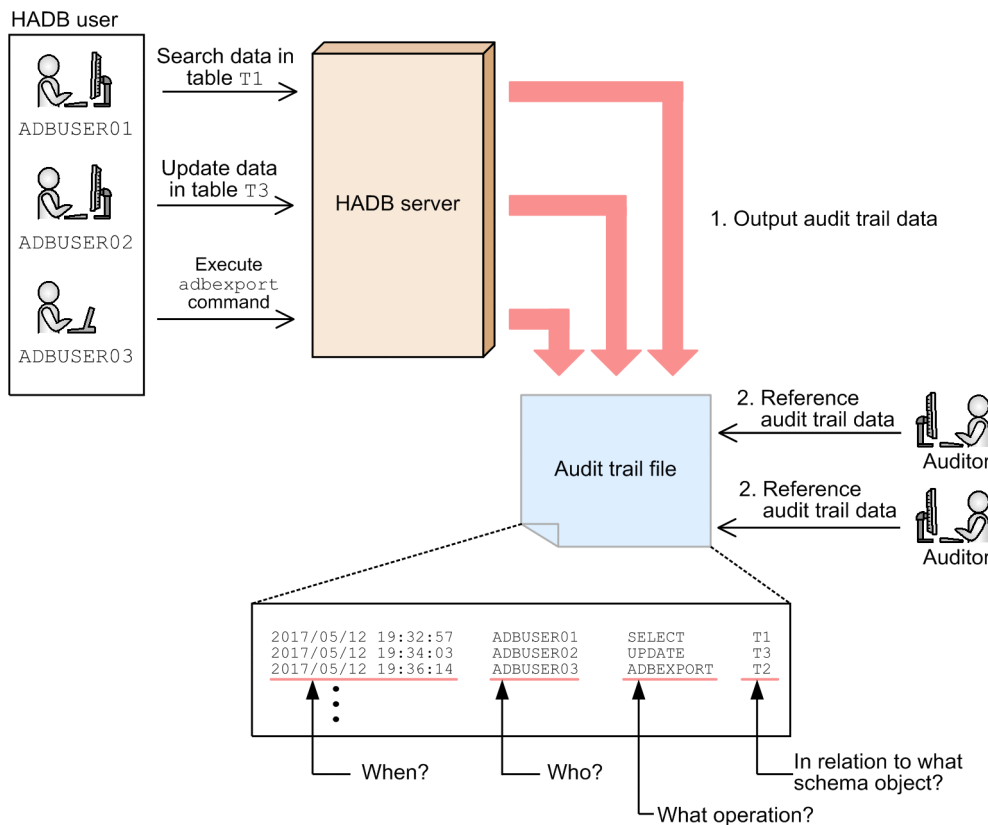 HADB user
ADBUSER01
ADBUSER02
ADBUSER03
Search data in
table T1
Update data
in table T3
Execute
adbexport
command
HADB server
1. Output audit trail data
Audit trail file
2. Reference
audit trail data
Auditor
2. Reference
audit trail data
Auditor
2017/05/12 19:32:57 ADBUSER01 SELECT T1
2017/05/12 19:34:03 ADBUSER02 UPDATE T3
2017/05/12 19:36:14 ADBUSER03 ADBEXPORT T2
When?
Who?
What operation?
In relation to what
schema object?